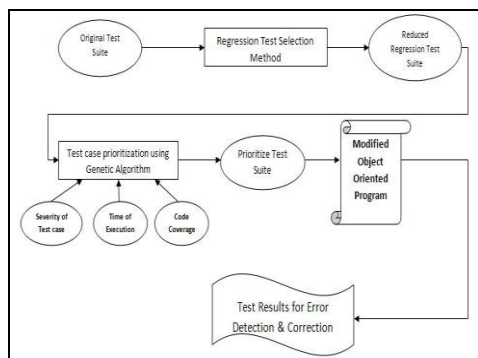 Original Test
Suite
Regression Test Selection
Method
Reduced
Regression Test
Suite
Test case prioritization using
Genetic Algorithm
Prioritize Test
Suite
Modified
Object
Oriented
Program
Severity of
Test case
Time of
Execution
Code
Coverage
Test Results for Error
Detection & Correction